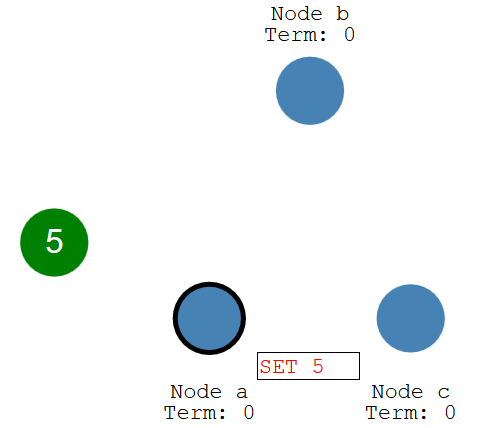 Node b
Term: 0
5
SET 5
Node a
Term: 0
Node c
Term: 0